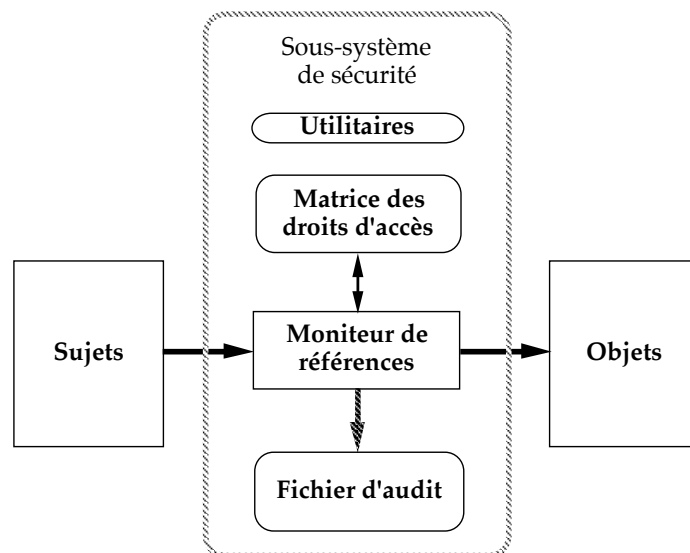 Sous-système
de sécurité
Utilitaires
Matrice des
droits d'accès
Sujets
Moniteur de
références
Objets
Fichier d'audit